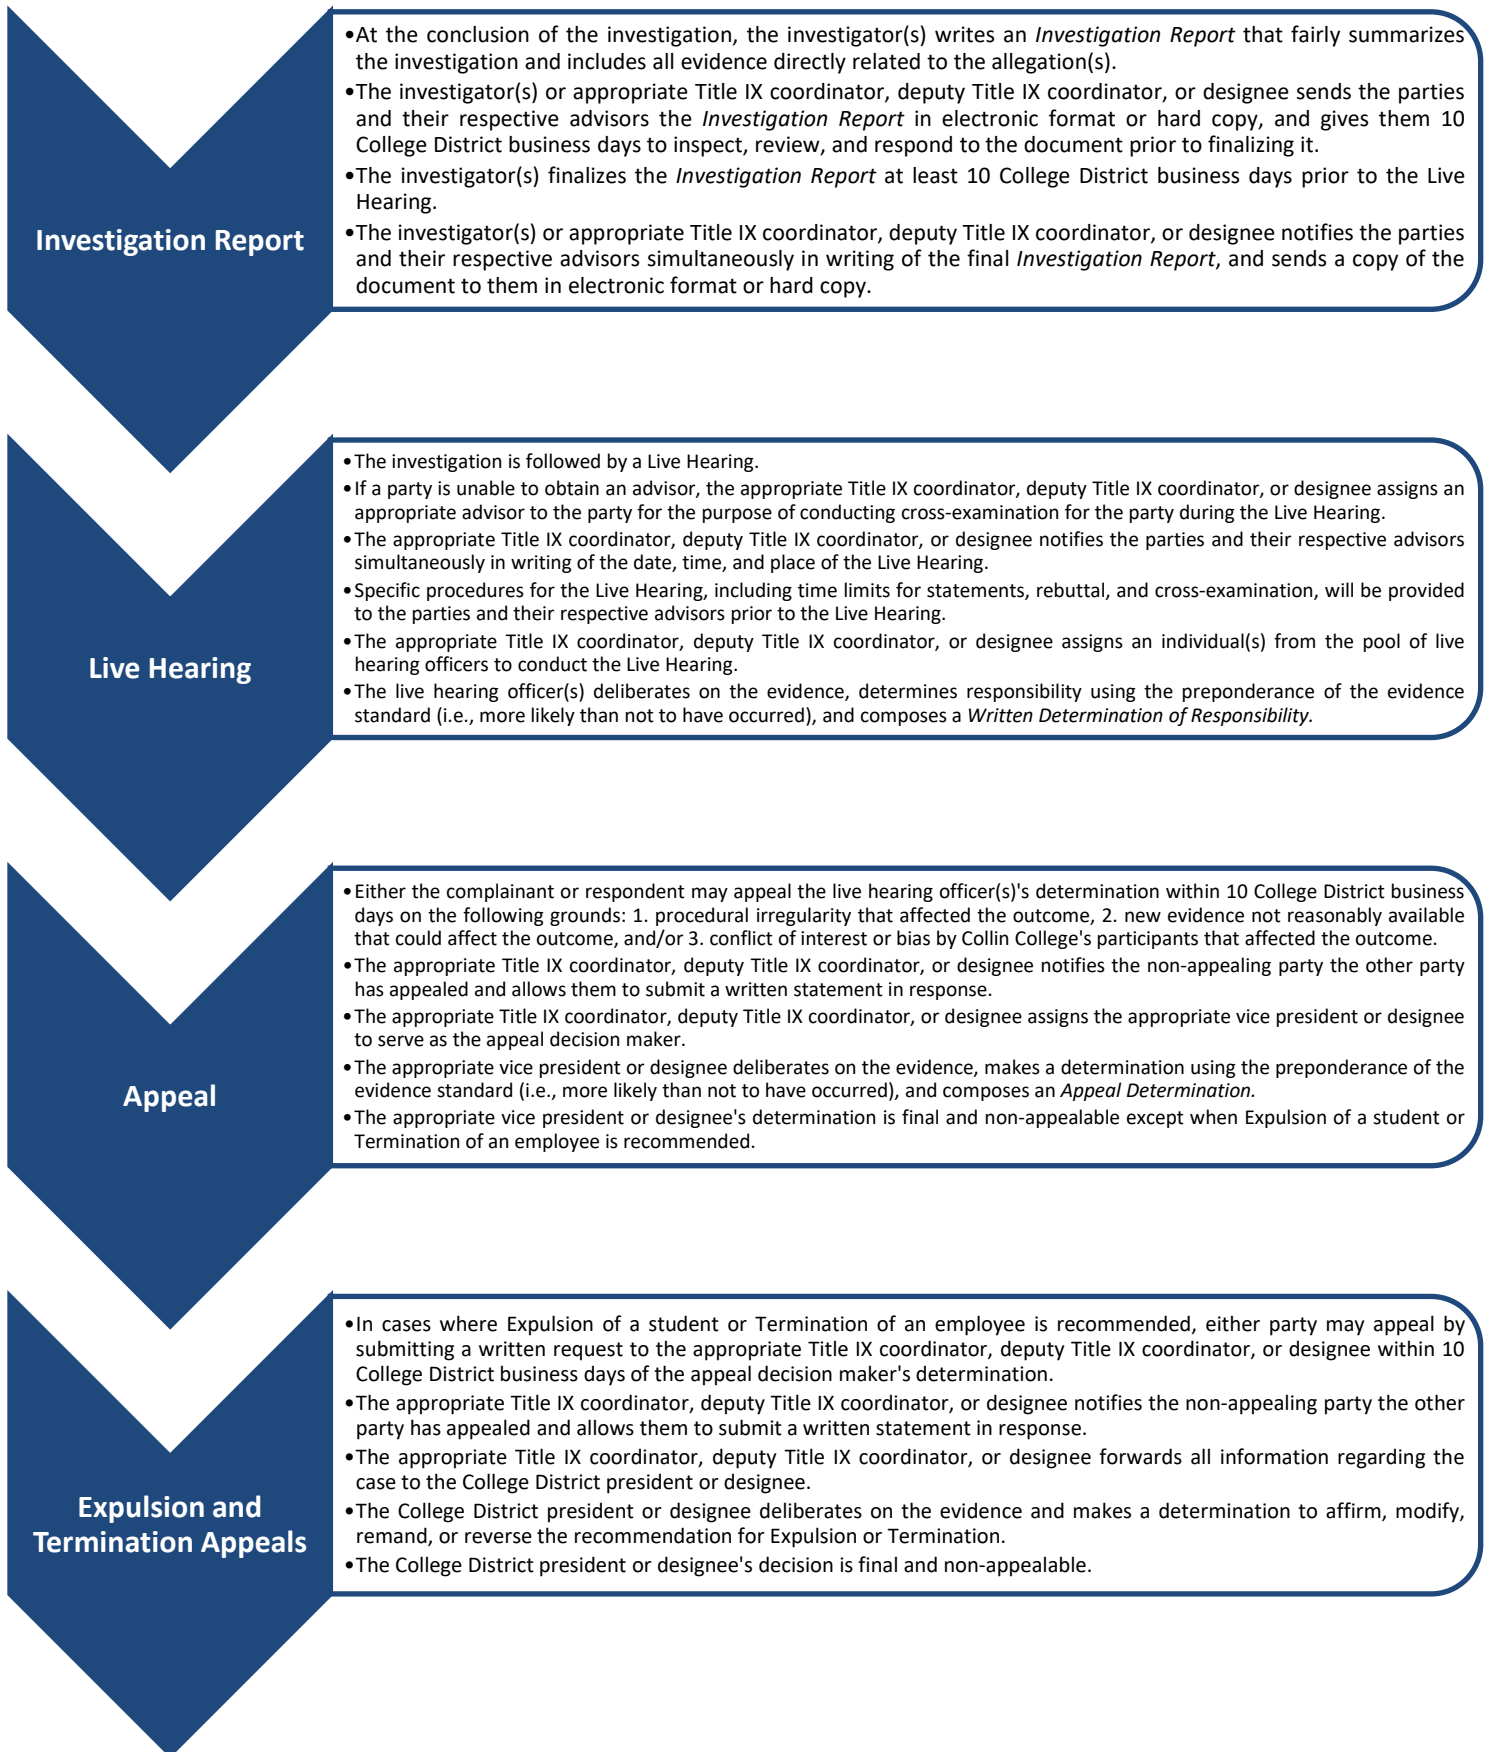 Investigation Report
•At the conclusion of the investigation, the investigator(s) writes an Investigation Report that fairly summarizes
the investigation and includes all evidence directly related to the allegation(s).
•The investigator(s) or appropriate Title IX coordinator, deputy Title IX coordinator, or designee sends the parties
and their respective advisors the Investigation Report in electronic format or hard copy, and gives them 10
College District business days to inspect, review, and respond to the document prior to finalizing it.
•The investigator(s) finalizes the Investigation Report at least 10 College District business days prior to the Live
Hearing.
•The investigator(s) or appropriate Title IX coordinator, deputy Title IX coordinator, or designee notifies the parties
and their respective advisors simultaneously in writing of the final Investigation Report, and sends a copy of the
document to them in electronic format or hard copy.
Live Hearing
•The investigation is followed by a Live Hearing.
•If a party is unable to obtain an advisor, the appropriate Title IX coordinator, deputy Title IX coordinator, or designee assigns an
appropriate advisor to the party for the purpose of conducting cross-examination for the party during the Live Hearing.
•The appropriate Title IX coordinator, deputy Title IX coordinator, or designee notifies the parties and their respective advisors
simultaneously in writing of the date, time, and place of the Live Hearing.
•Specific procedures for the Live Hearing, including time limits for statements, rebuttal, and cross-examination, will be provided
to the parties and their respective advisors prior to the Live Hearing.
•The appropriate Title IX coordinator, deputy Title IX coordinator, or designee assigns an individual(s) from the pool of live
hearing officers to conduct the Live Hearing.
•The live hearing officer(s) deliberates on the evidence, determines responsibility using the preponderance of the evidence
standard (i.e., more likely than not to have occurred), and composes a Written Determination of Responsibility.
Appeal
•Either the complainant or respondent may appeal the live hearing officer(s)'s determination within 10 College District business
days on the following grounds: 1. procedural irregularity that affected the outcome, 2. new evidence not reasonably available
that could affect the outcome, and/or 3. conflict of interest or bias by Collin College's participants that affected the outcome.
•The appropriate Title IX coordinator, deputy Title IX coordinator, or designee notifies the non-appealing party the other party
has appealed and allows them to submit a written statement in response.
•The appropriate Title IX coordinator, deputy Title IX coordinator, or designee assigns the appropriate vice president or designee
to serve as the appeal decision maker.
•The appropriate vice president or designee deliberates on the evidence, makes a determination using the preponderance of the
evidence standard (i.e., more likely than not to have occurred), and composes an Appeal Determination.
•The appropriate vice president or designee's determination is final and non-appealable except when Expulsion of a student or
Termination of an employee is recommended.
Expulsion and
Termination Appeals
•In cases where Expulsion of a student or Termination of an employee is recommended, either party may appeal by
submitting a written request to the appropriate Title IX coordinator, deputy Title IX coordinator, or designee within 10
College District business days of the appeal decision maker's determination.
•The appropriate Title IX coordinator, deputy Title IX coordinator, or designee notifies the non-appealing party the other
party has appealed and allows them to submit a written statement in response.
•The appropriate Title IX coordinator, deputy Title IX coordinator, or designee forwards all information regarding the
case to the College District president or designee.
•The College District president or designee deliberates on the evidence and makes a determination to affirm, modify,
remand, or reverse the recommendation for Expulsion or Termination.
•The College District president or designee's decision is final and non-appealable.